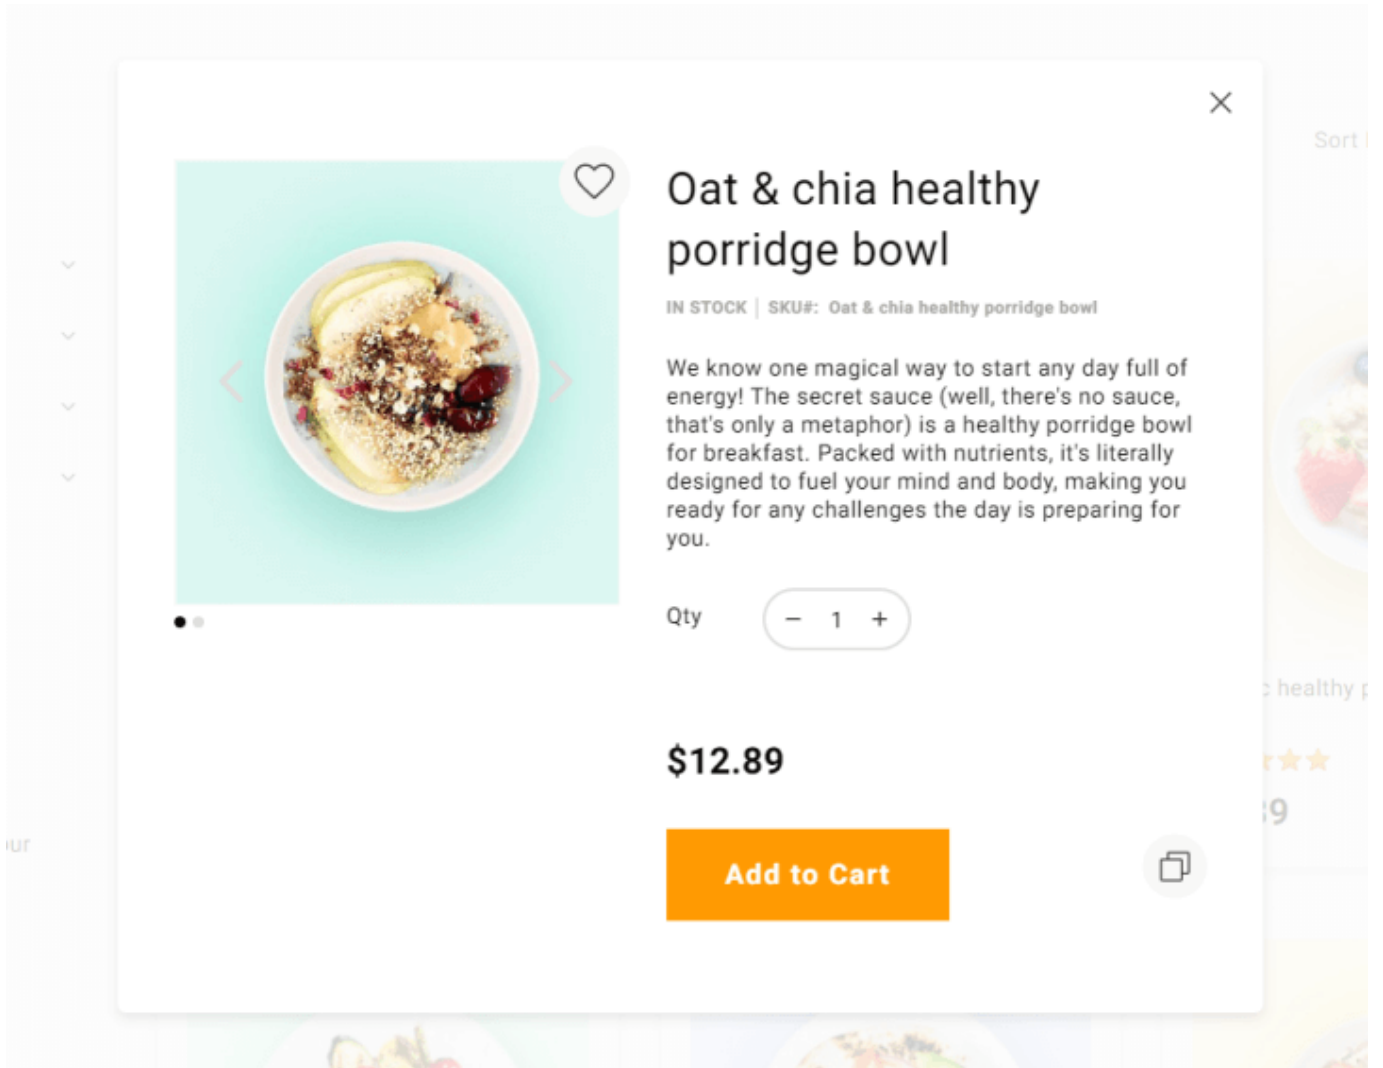 Sort
Oat & chia healthy
porridge bowl
IN STOCK | SKU#: Oat & chia healthy porridge bowl
We know one magical way to start any day full of
energy! The secret sauce (well, there's no sauce,
that's only a metaphor) is a healthy porridge bowl
for breakfast. Packed with nutrients, it's literally
designed to fuel your mind and body, making you
ready for any challenges the day is preparing for
you.
Qty − 1 +
healthy
$12.89
9
Add to Cart